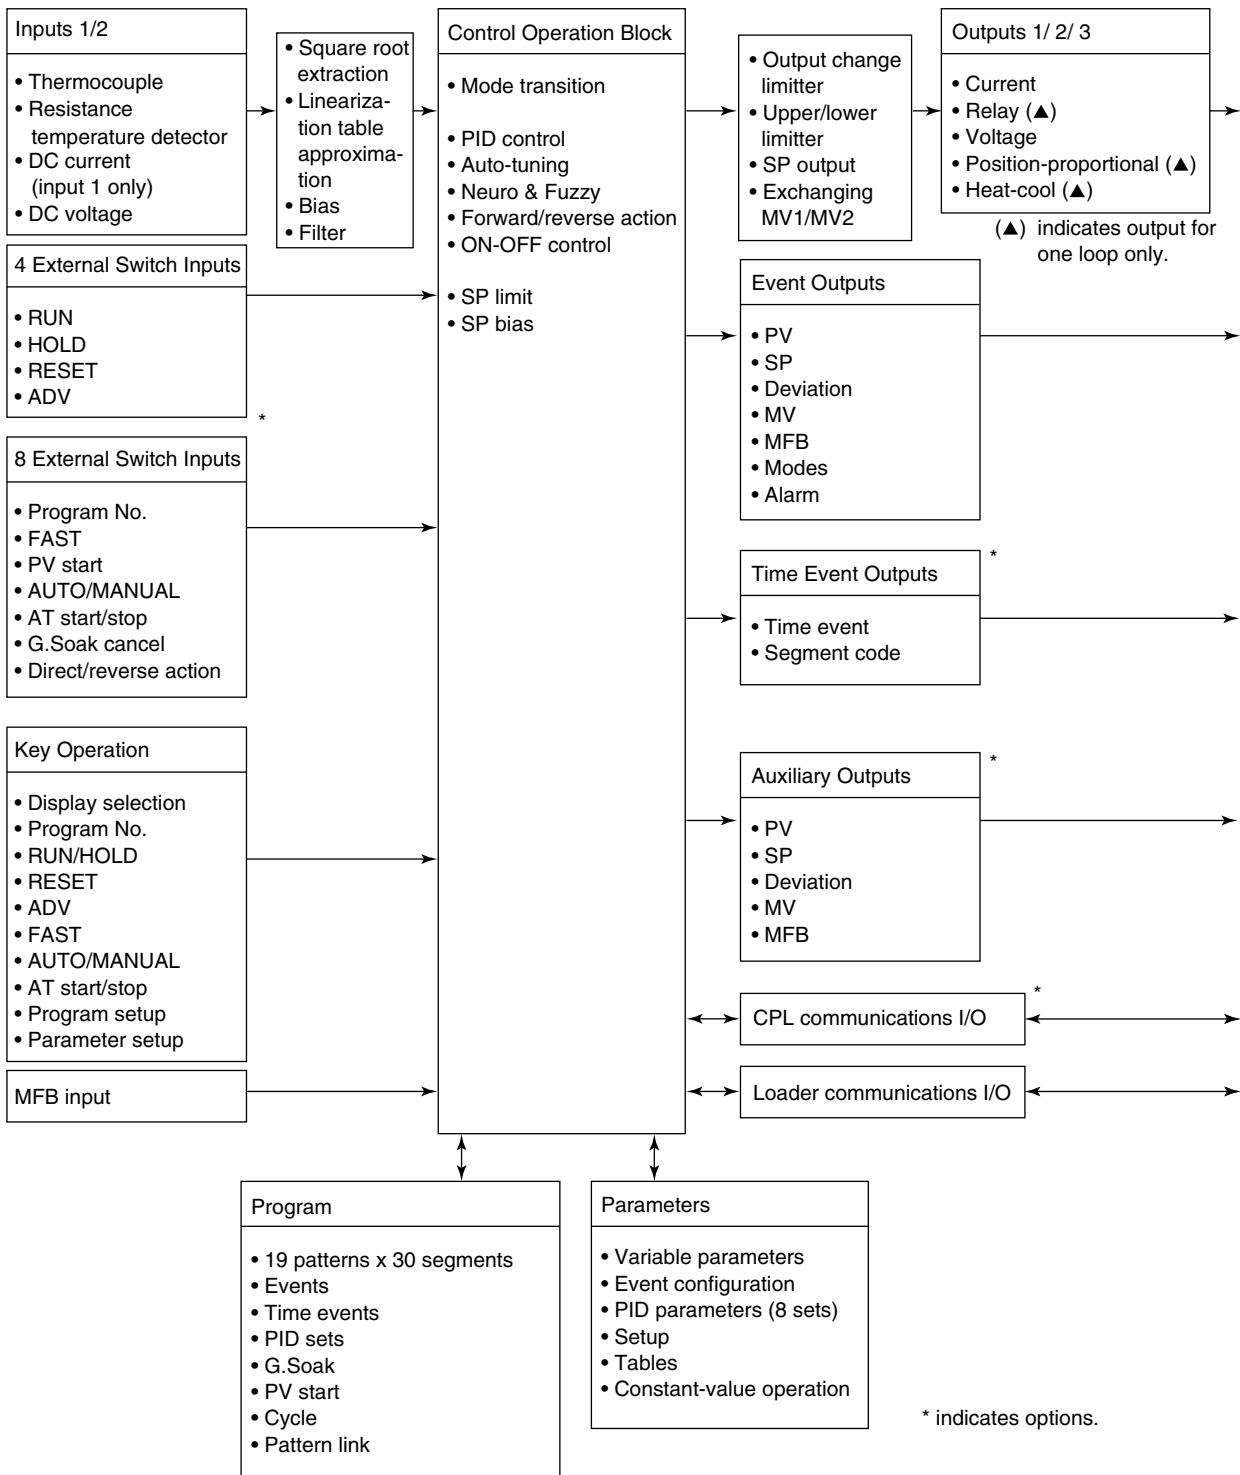 Inputs 1/2
• Thermocouple
• Resistance
temperature detector
• DC current
(input 1 only)
• DC voltage
• Square root
extraction
• Lineariza-
tion table
approxima-
tion
• Bias
• Filter
Control Operation Block
• Mode transition
• PID control
• Auto-tuning
• Neuro & Fuzzy
• Forward/reverse action
• ON-OFF control
• SP limit
• SP bias
• Output change
limitter
• Upper/lower
limitter
• SP output
• Exchanging
MV1/MV2
Outputs 1/ 2/ 3
• Current
• Relay (▲)
• Voltage
• Position-proportional (▲)
• Heat-cool (▲)
(▲) indicates output for
one loop only.
4 External Switch Inputs
• RUN
• HOLD
• RESET
• ADV
*
8 External Switch Inputs
• Program No.
• FAST
• PV start
• AUTO/MANUAL
• AT start/stop
• G.Soak cancel
• Direct/reverse action
Key Operation
• Display selection
• Program No.
• RUN/HOLD
• RESET
• ADV
• FAST
• AUTO/MANUAL
• AT start/stop
• Program setup
• Parameter setup
MFB input
Event Outputs
• PV
• SP
• Deviation
• MV
• MFB
• Modes
• Alarm
*
Time Event Outputs
• Time event
• Segment code
*
Auxiliary Outputs
• PV
• SP
• Deviation
• MV
• MFB
*
CPL communications I/O
Loader communications I/O
Program
• 19 patterns x 30 segments
• Events
• Time events
• PID sets
• G.Soak
• PV start
• Cycle
• Pattern link
Parameters
• Variable parameters
• Event configuration
• PID parameters (8 sets)
• Setup
• Tables
• Constant-value operation
* indicates options.